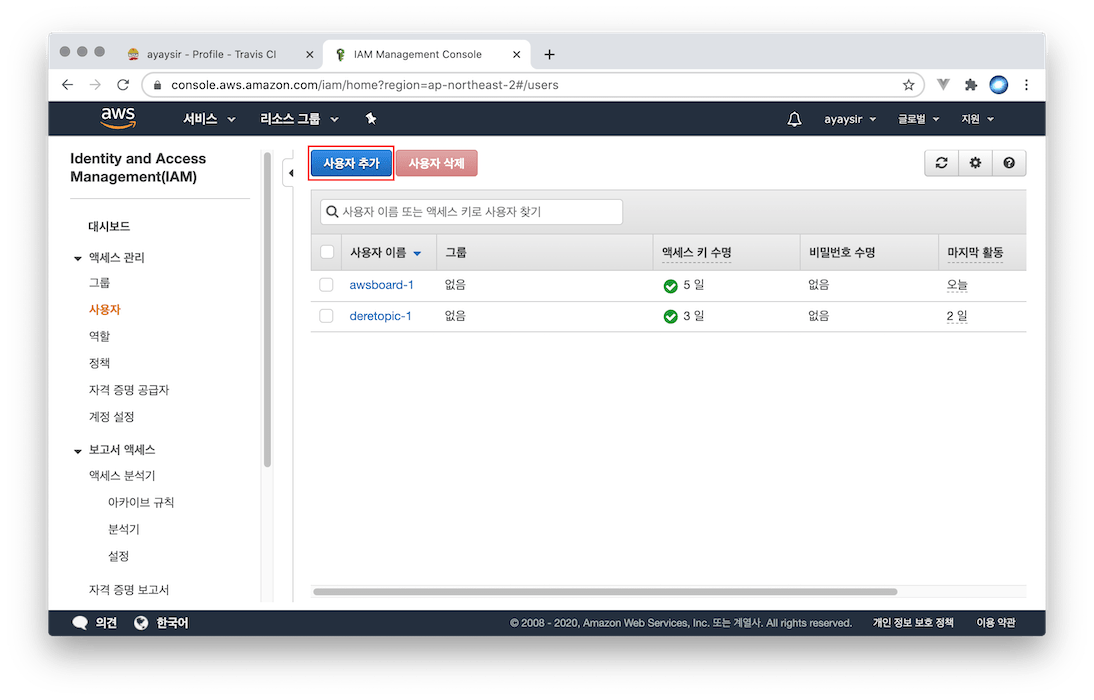 ayaysir - Profile - Travis CI
IAM Management Console
console.aws.amazon.com/iam/home?region=ap-northeast-2#/users
aws
서비스
리소스 그룹
ayaysir
글로벌
지원
Identity and Access
Management(IAM)
대시보드
액세스 관리
그룹
사용자
역할
정책
자격 증명 공급자
계정 설정
보고서 액세스
액세스 분석기
아카이브 규칙
분석기
설정
자격 증명 보고서
사용자 추가
사용자 삭제
사용자 이름 또는 액세스 키로 사용자 찾기
사용자 이름 그룹 액세스 키 수명 비밀번호 수명 마지막 활동
awsboard-1 없음 5 일 없음 오늘
deretopic-1 없음 3 일 없음 2 일
의견
한국어
© 2008 - 2020, Amazon Web Services, Inc. 또는 계열사. All rights reserved.
개인 정보 보호 정책
이용 약관